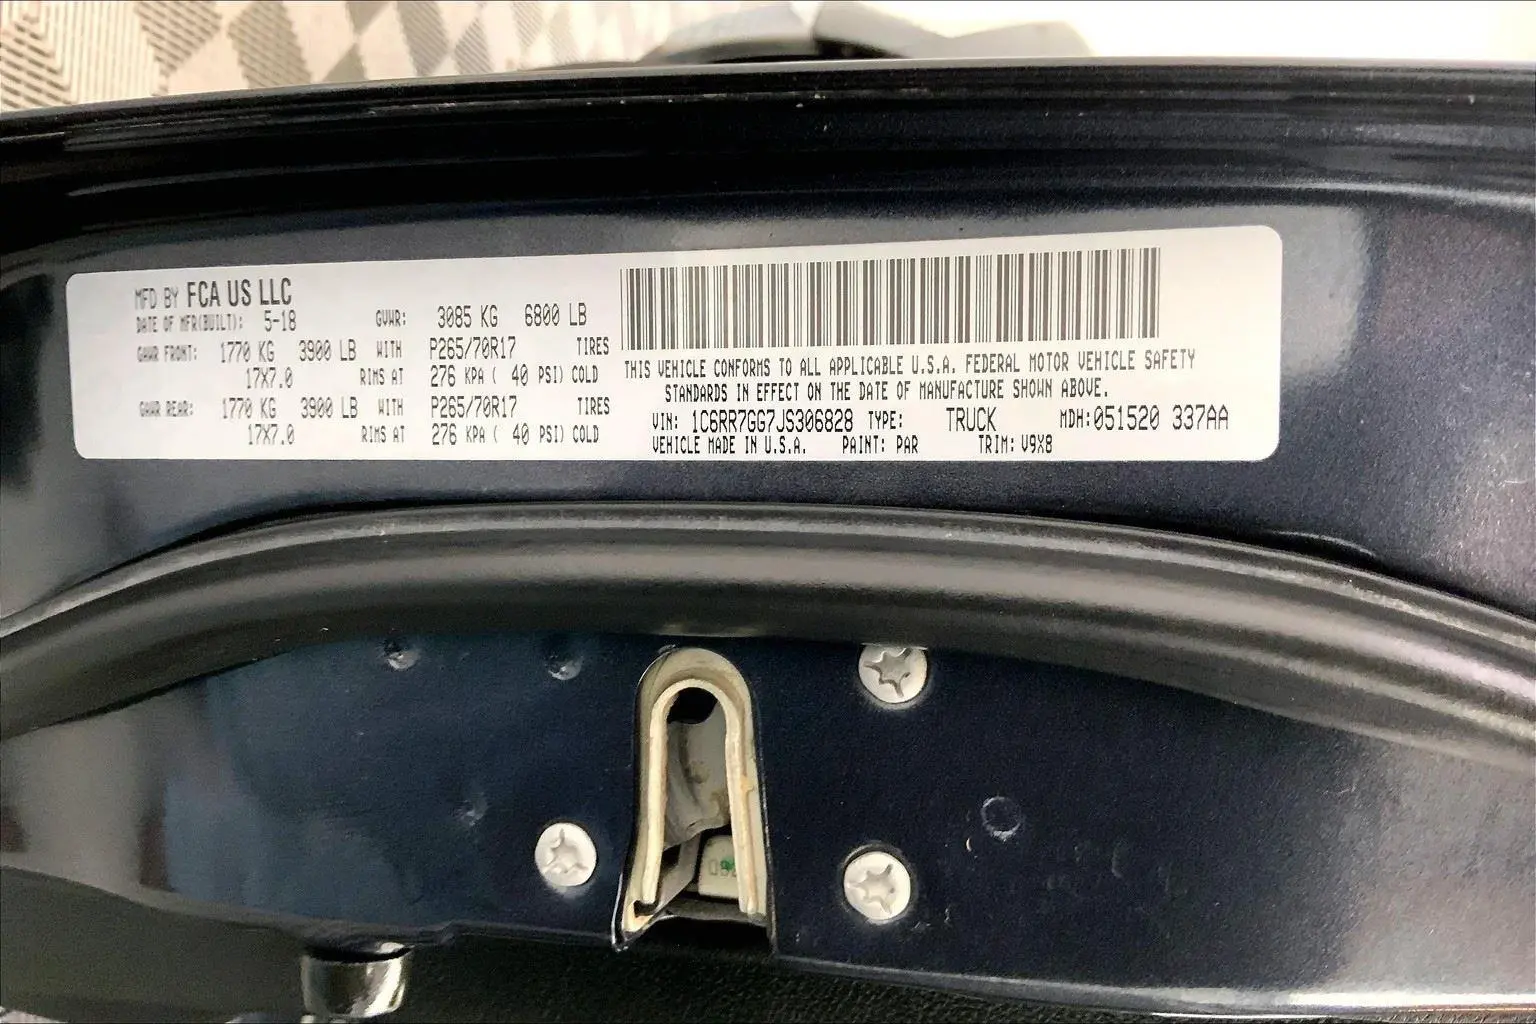 MFD BY FCA US LLC
DATE OF MFR(BUILT): 5-18 GVWR: 3085 KG 6800 LB
GAWR FRONT: 1770 KG 3900 LB WITH P265/70R17 TIRES
17X7.0 RIMS AT 276 KPA ( 40 PSI) COLD
GAWR REAR: 1770 KG 3900 LB WITH P265/70R17 TIRES
17X7.0 RIMS AT 276 KPA ( 40 PSI) COLD
THIS VEHICLE CONFORMS TO ALL APPLICABLE U.S.A. FEDERAL MOTOR VEHICLE SAFETY
STANDARDS IN EFFECT ON THE DATE OF MANUFACTURE SHOWN ABOVE.
VIN: 1C6RR7GG7JS306828 TYPE: TRUCK MDH:051520 337AA
VEHICLE MADE IN U.S.A. PAINT: PAR TRIM: V9X8